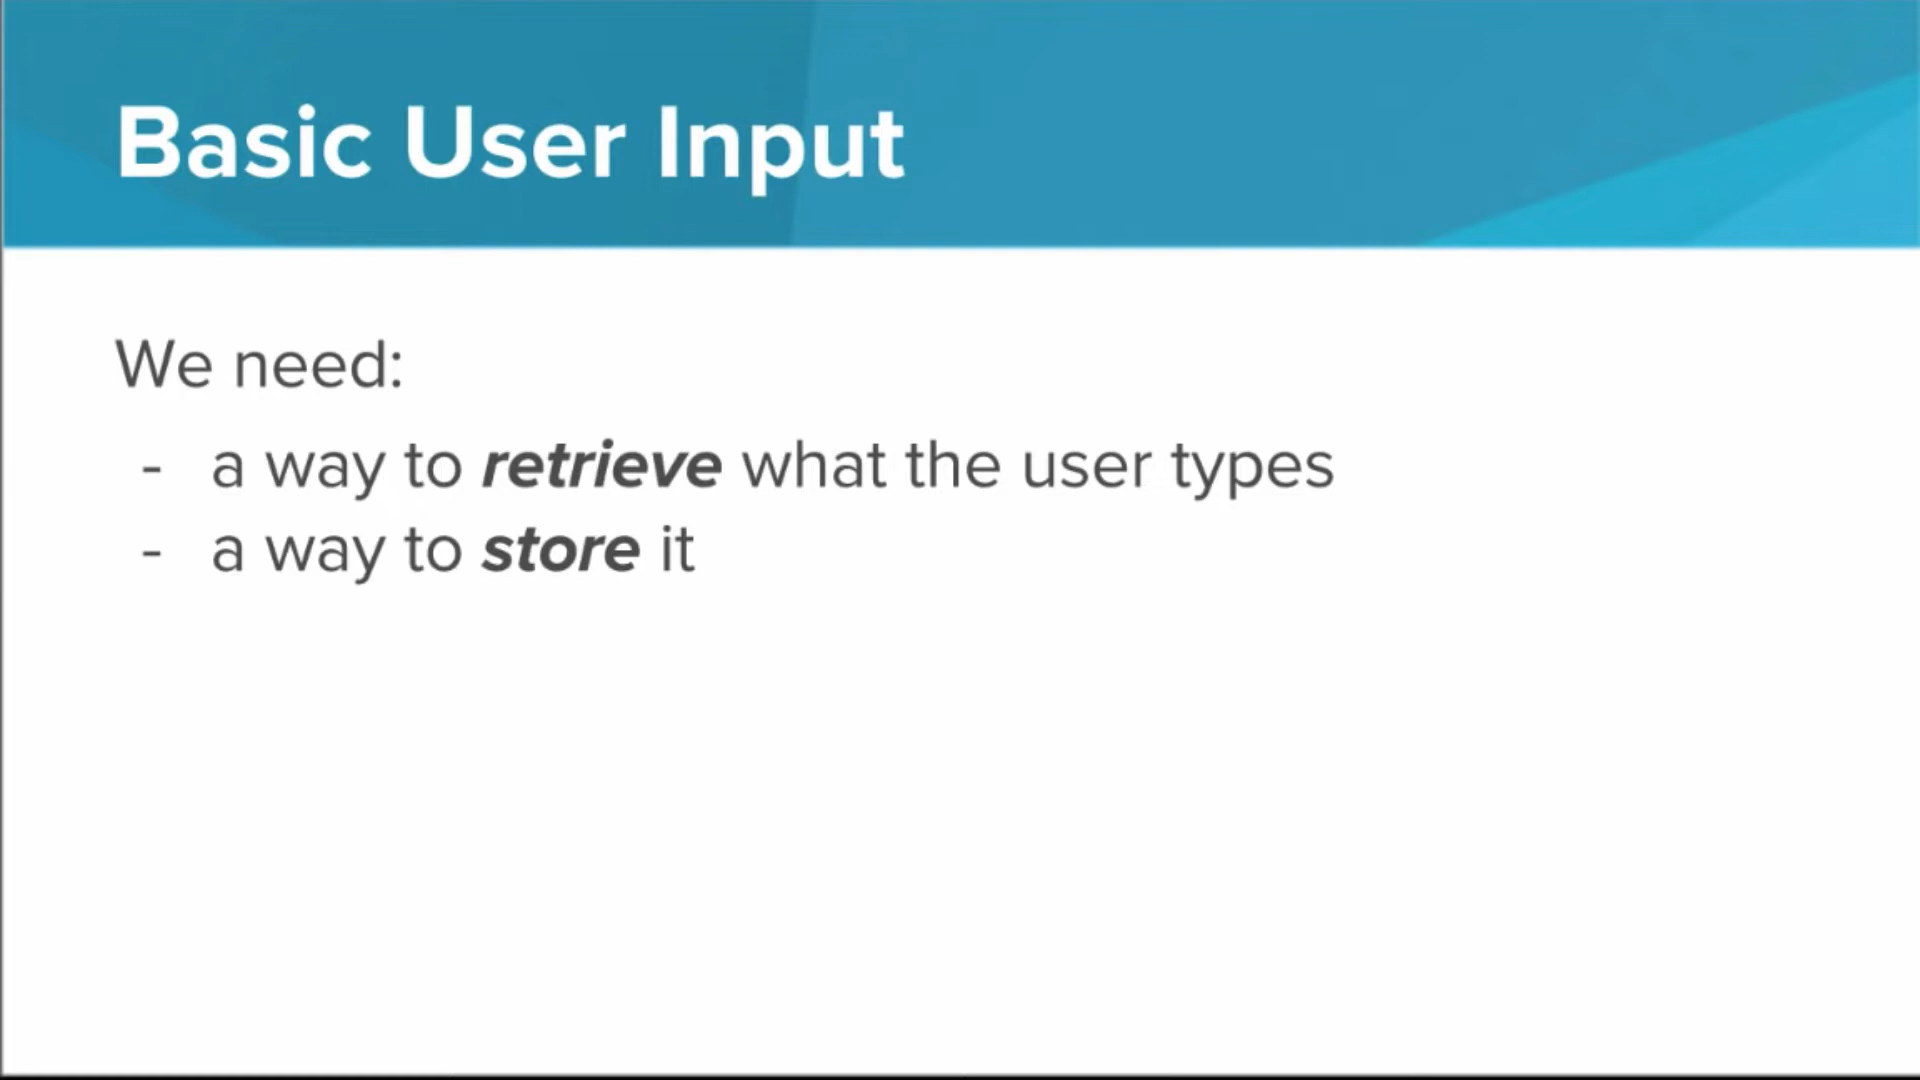 Basic User Input
We need:
- a way to retrieve what the user types
- a way to store it